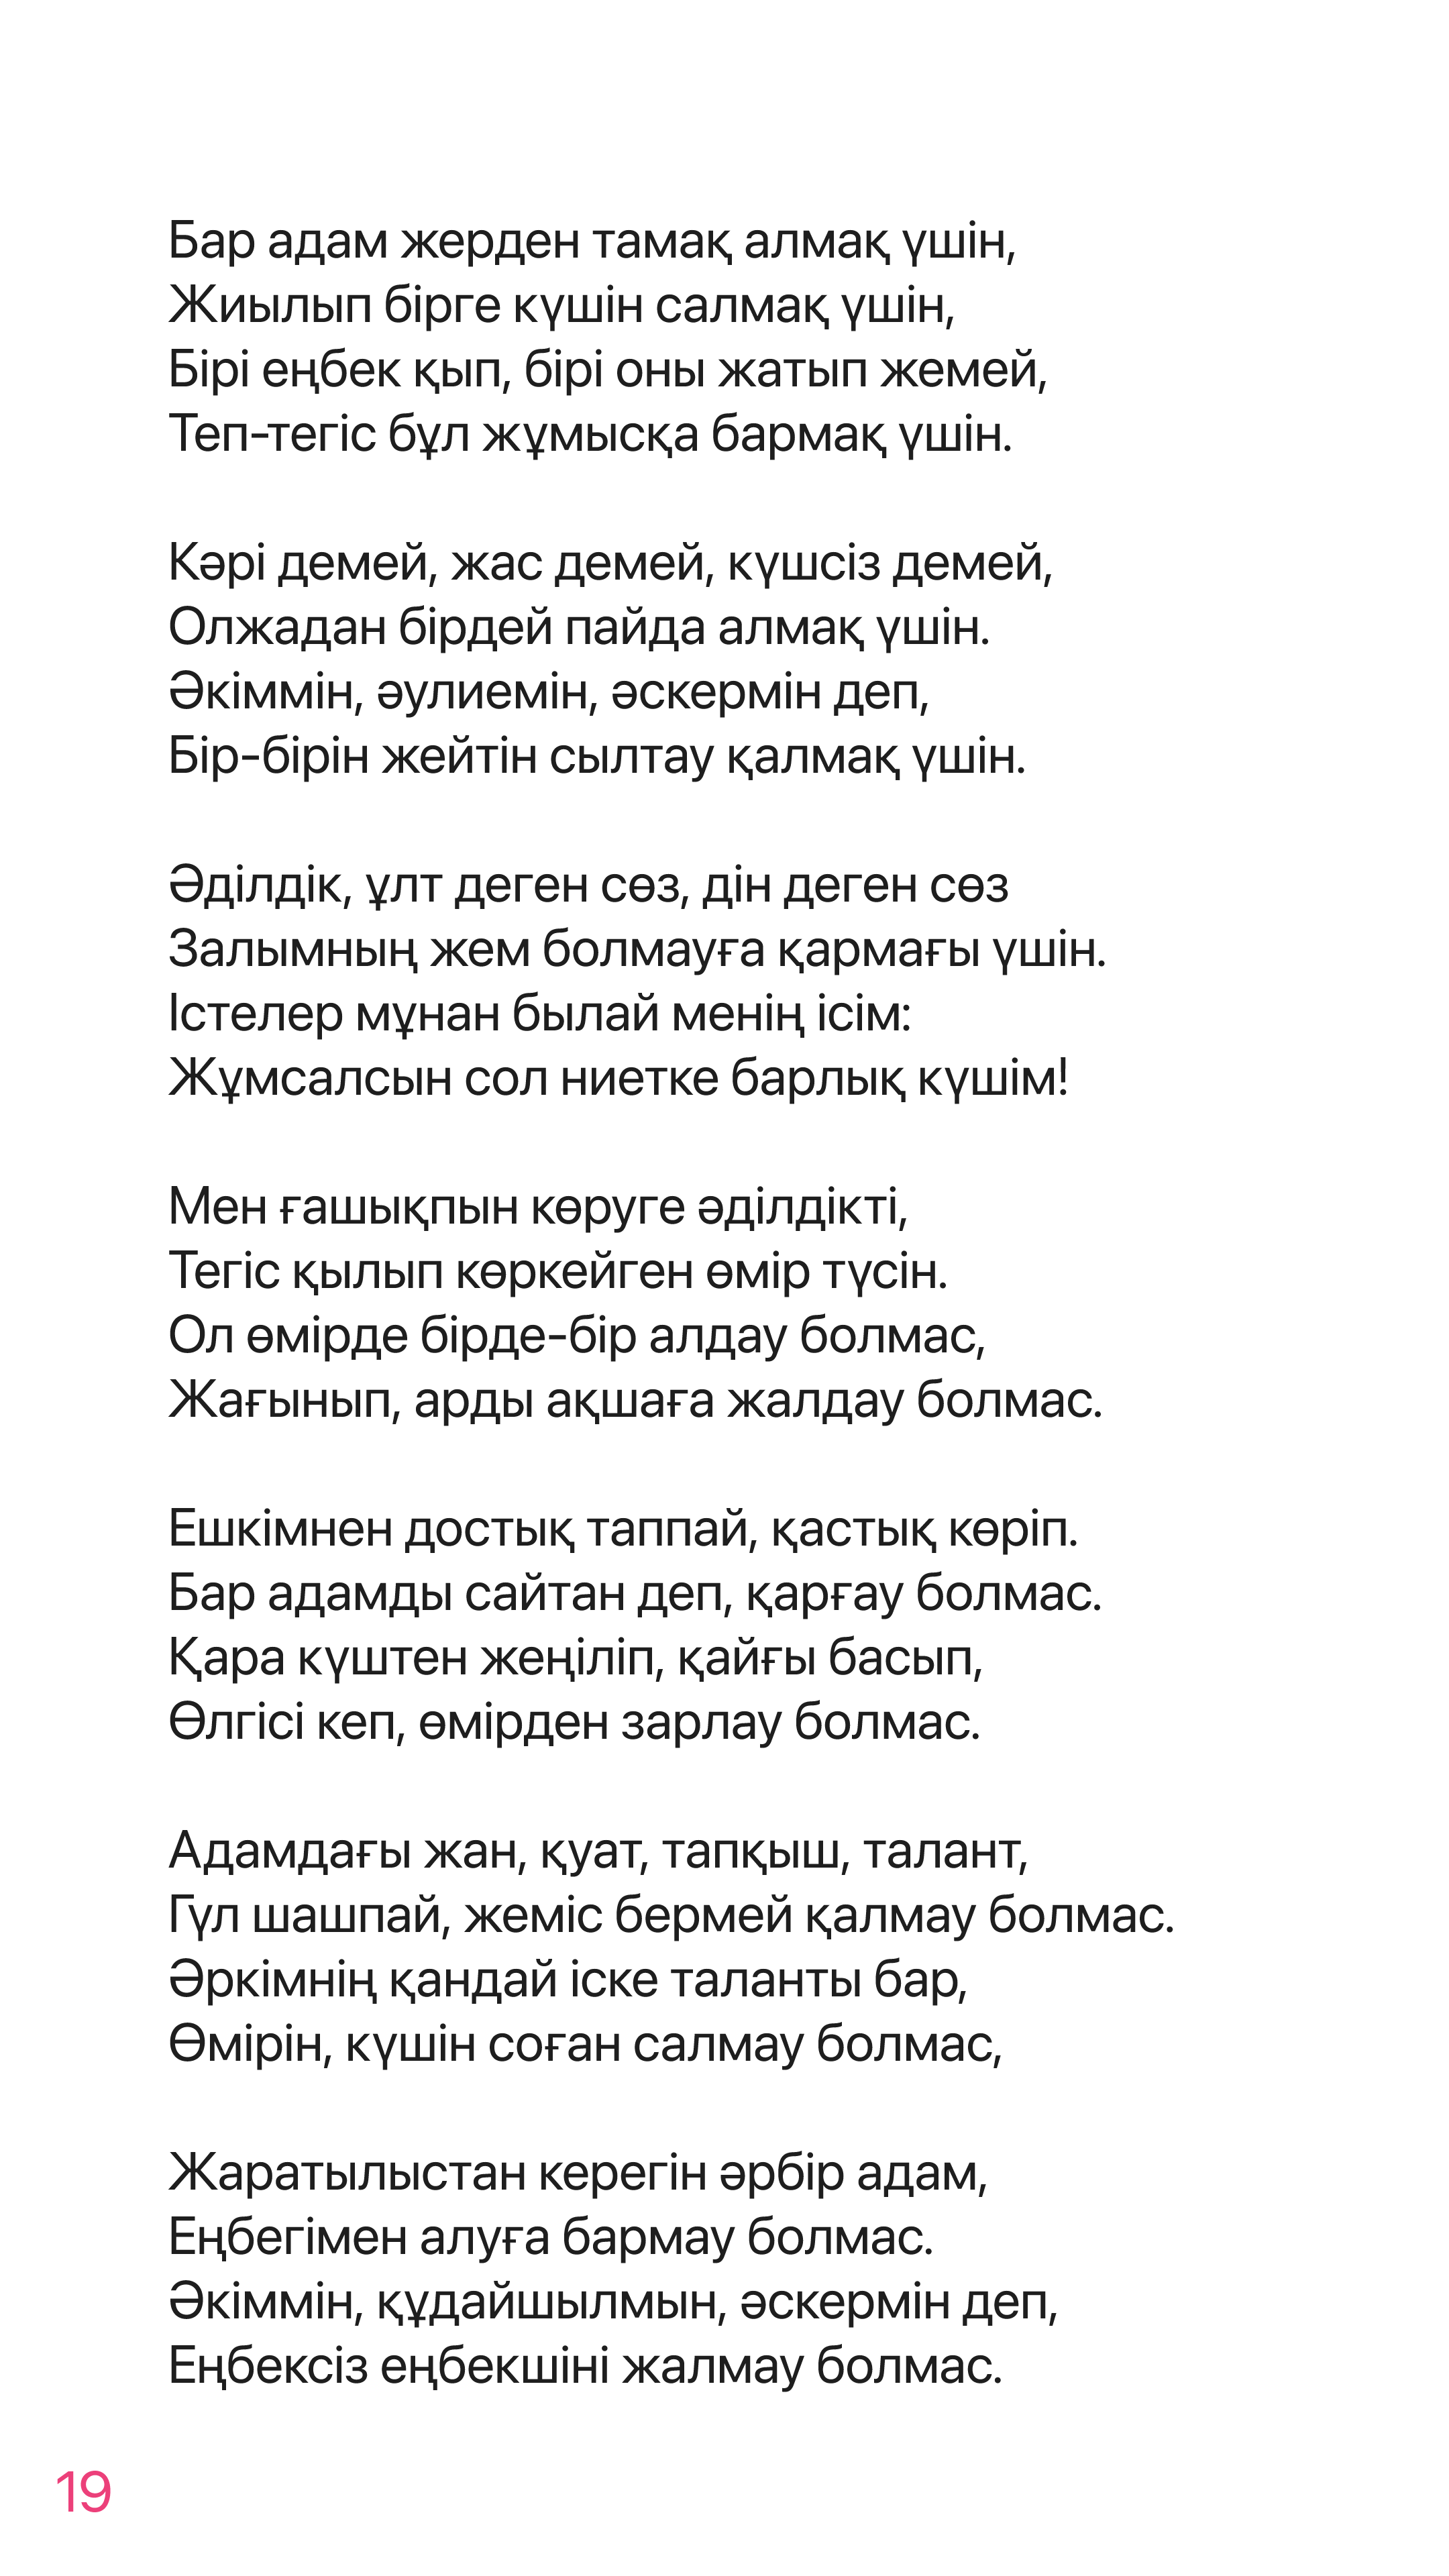 Бар адам жерден тамақ алмақ үшін,
Жиылып бірге күшін салмақ үшін,
Бірі еңбек қып, бірі оны жатып жемей,
Теп-тегіс бұл жұмысқа бармақ үшін.

Кәрі демей, жас демей, күшсіз демей,
Олжадан бірдей пайда алмақ үшін.
Әкіммін, әулиемін, әскермін деп,
Бір-бірін жейтін сылтау қалмақ үшін.

Әділдік, ұлт деген сөз, дін деген сөз
Залымның жем болмауға қармағы үшін.
Істелер мұнан былай менің ісім:
Жұмсалсын сол ниетке барлық күшім!

Мен ғашықпын көруге әділдікті,
Тегіс қылып көркейген өмір түсін.
Ол өмірде бірде-бір алдау болмас,
Жағынып, арды ақшаға жалдау болмас.

Ешкімнен достық таппай, қастық көріп.
Бар адамды сайтан деп, қарғау болмас.
Қара күштен жеңіліп, қайғы басып,
Өлгісі кеп, өмірден зарлау болмас.

Адамдағы жан, қуат, тапқыш, талант,
Гүл шашпай, жеміс бермей қалмау болмас.
Әркімнің қандай іске таланты бар,
Өмірін, күшін соған салмау болмас,

Жаратылыстан керегін әрбір адам,
Еңбегімен алуға бармау болмас.
Әкіммін, құдайшылмын, әскермін деп,
Еңбексіз еңбекшіні жалмау болмас.

19